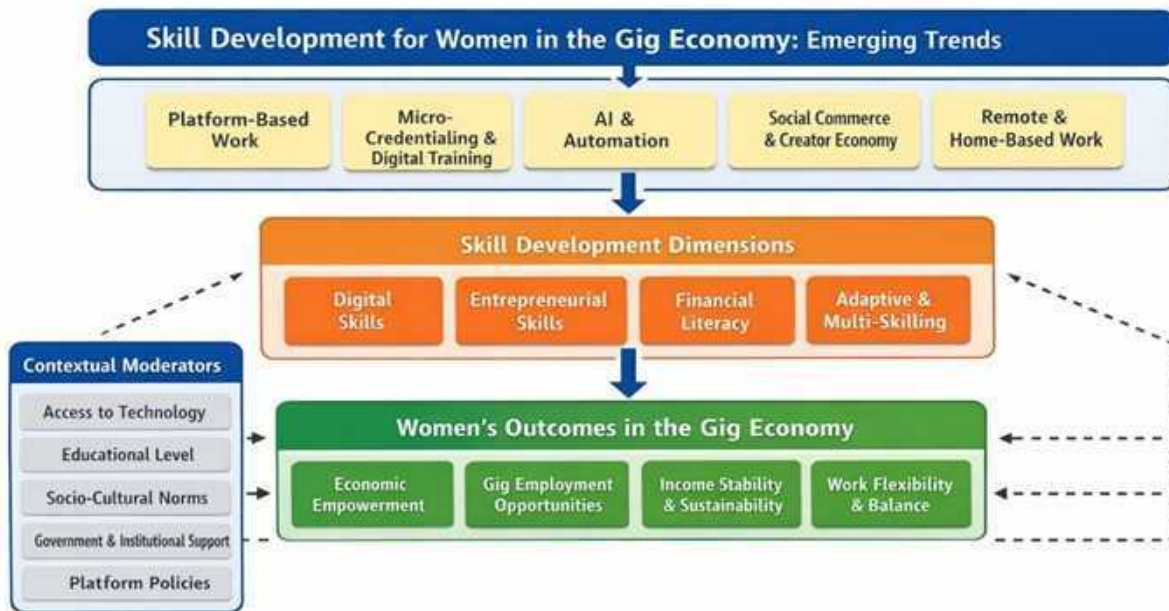 Skill Development for Women in the Gig Economy: Emerging Trends
Platform-Based
Work
Micro-
Credentialing &
Digital Training
AI &
Automation
Social Commerce
& Creator Economy
Remote &
Home-Based Work
Skill Development Dimensions
Digital
Skills
Entrepreneurial
Skills
Financial
Literacy
Adaptive &
Multi-Skilling
Contextual Moderators
Access to Technology
Educational Level
Socio-Cultural Norms
Government & Institutional Support
Platform Policies
Women's Outcomes in the Gig Economy
Economic
Empowerment
Gig Employment
Opportunities
Income Stability
& Sustainability
Work Flexibility
& Balance